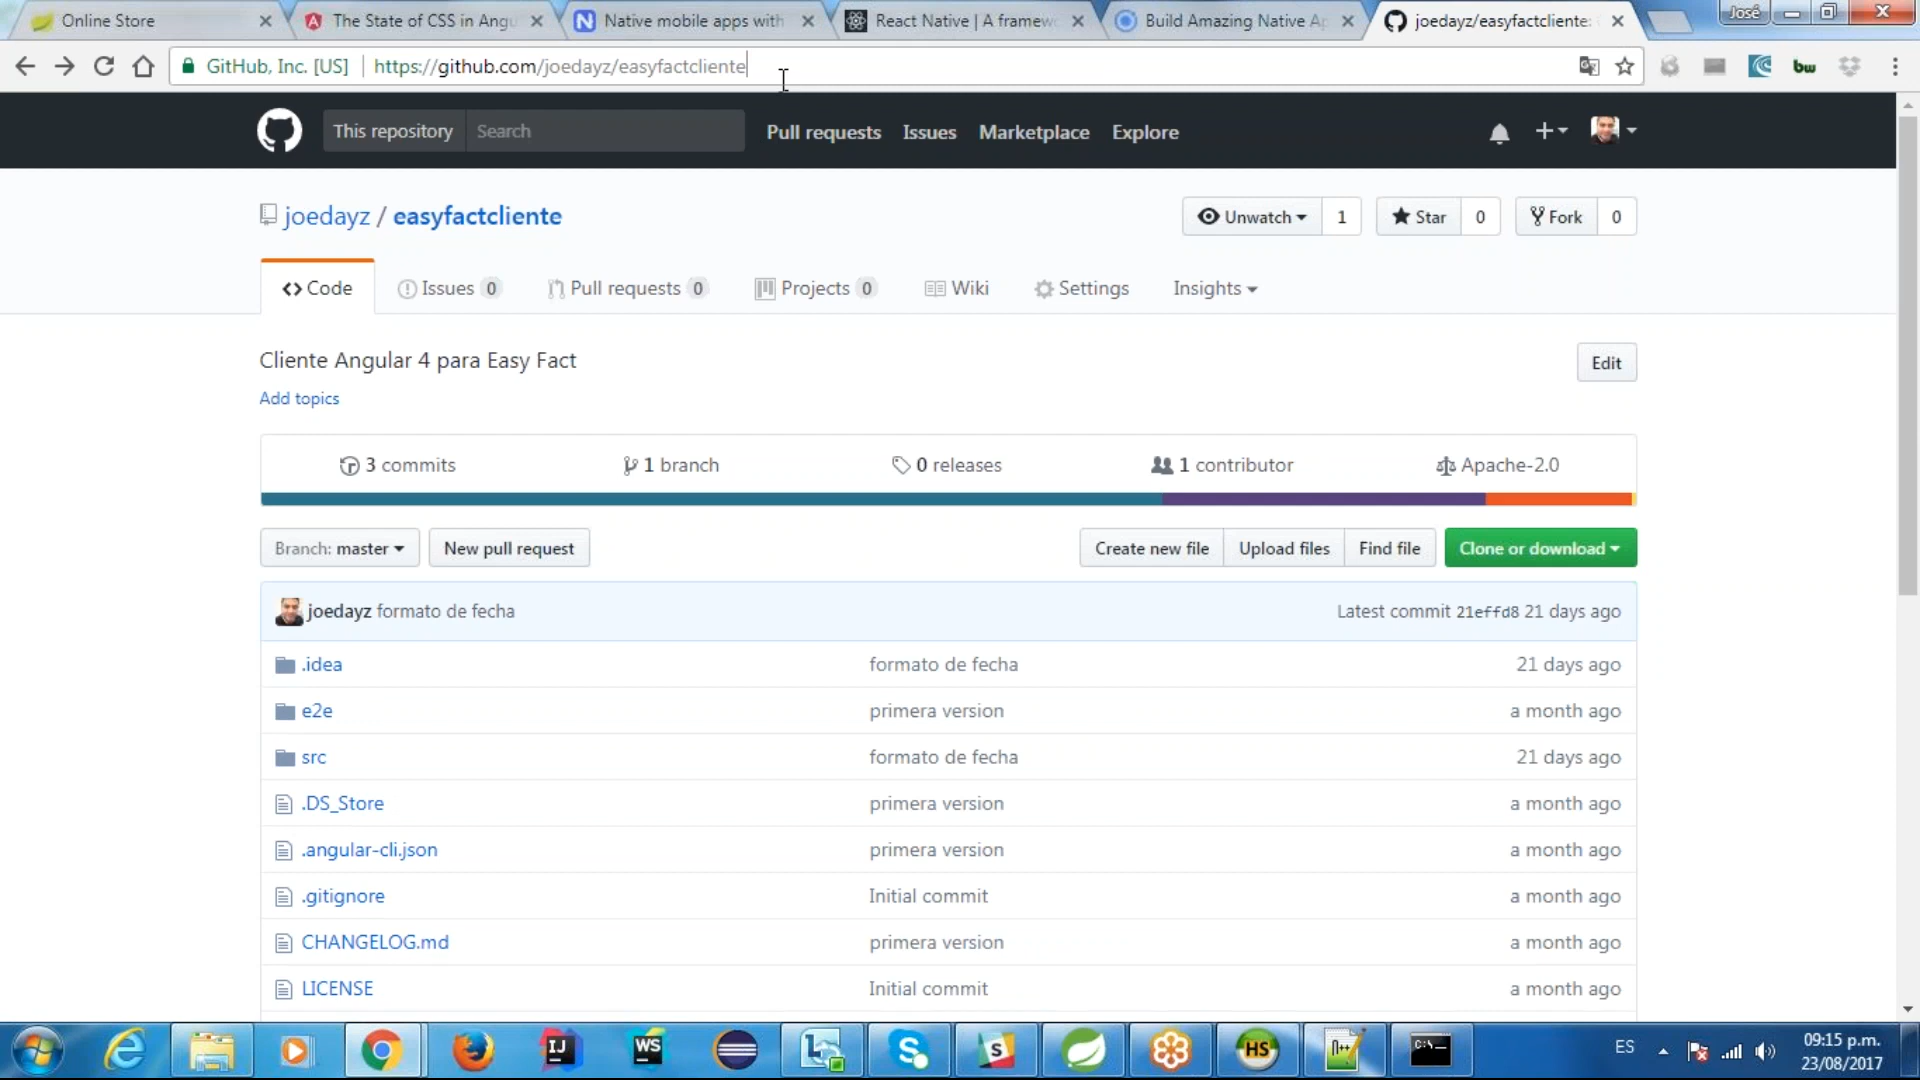 Online Store
The State of CSS in Angu
Native mobile apps with
React Native | A framewo
Build Amazing Native Ap
joedayz/easyfactcliente:
José
GitHub, Inc. [US]
https://github.com/joedayz/easyfactcliente
This repository
Search
Pull requests
Issues
Marketplace
Explore
joedayz / easyfactcliente
Unwatch
1
Star
0
Fork
0
Code
Issues 0
Pull requests 0
Projects 0
Wiki
Settings
Insights
Cliente Angular 4 para Easy Fact
Edit
Add topics
3 commits
1 branch
0 releases
1 contributor
Apache-2.0
Branch: master
New pull request
Create new file
Upload files
Find file
Clone or download
joedayz formato de fecha
Latest commit 21effd8 21 days ago
.idea
formato de fecha
21 days ago
e2e
primera version
a month ago
src
formato de fecha
21 days ago
.DS_Store
primera version
a month ago
.angular-cli.json
primera version
a month ago
.gitignore
Initial commit
a month ago
CHANGELOG.md
primera version
a month ago
LICENSE
Initial commit
a month ago
IJ
WS
HS
ES
09:15 p.m.
23/08/2017